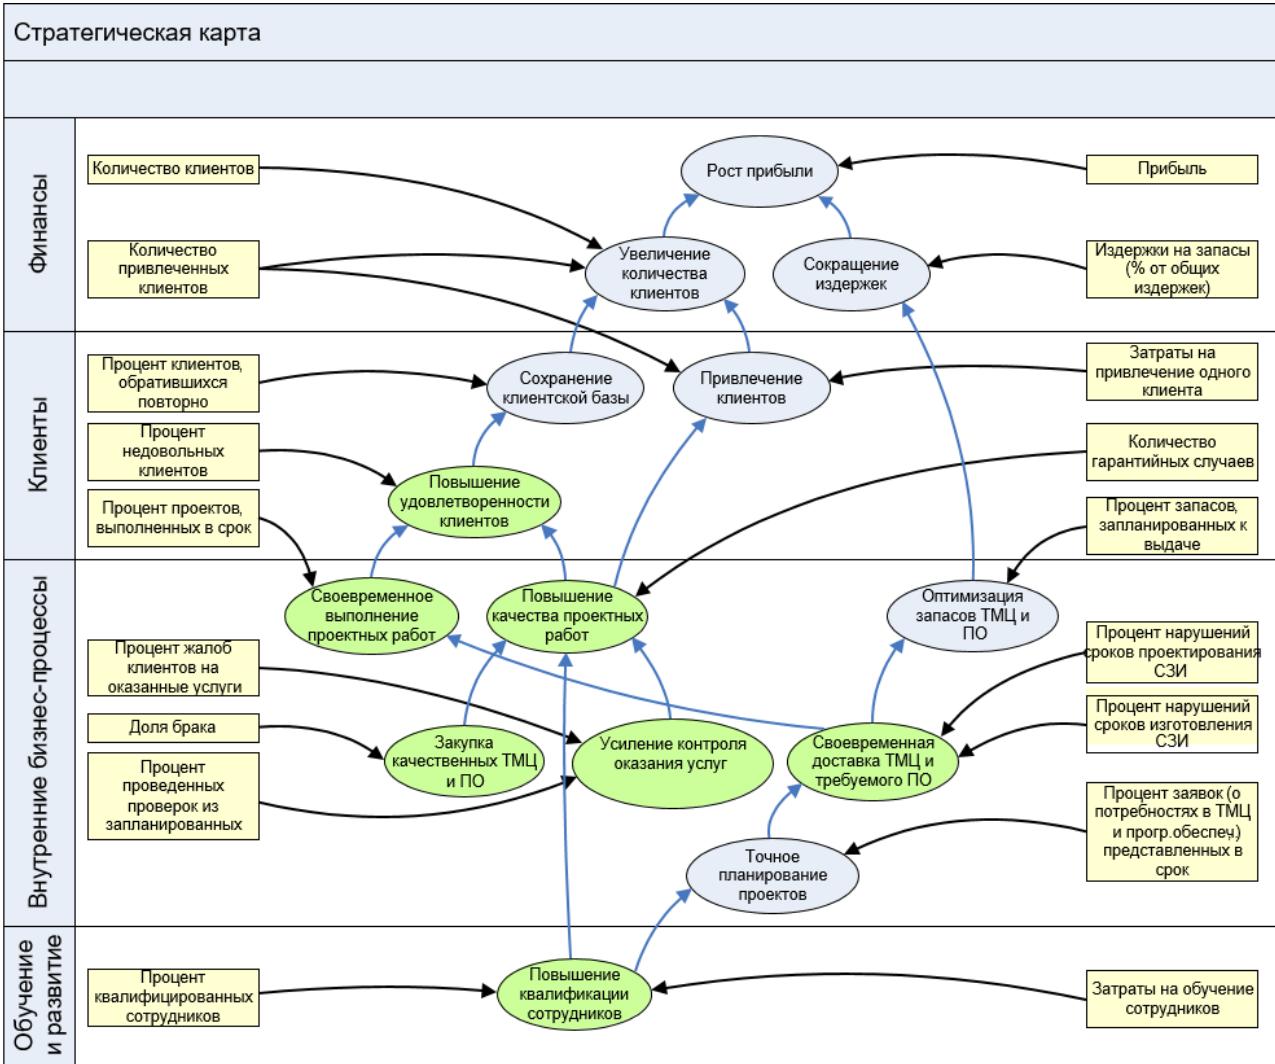 Стратегическая карта
Финансы
Количество клиентов
Рост прибыли
Прибыль
Количество
привлеченных
клиентов
Увеличение
количества
клиентов
Сокращение
издержек
Издержки на запасы
(% от общих
издержек)
Клиенты
Процент клиентов,
обратившихся
повторно
Сохранение
клиентской базы
Привлечение
клиентов
Затраты на
привлечение одного
клиента
Процент
недовольных
клиентов
Повышение
удовлетворенности
клиентов
Количество
гарантийных случаев
Процент проектов,
выполненных в срок
Процент запасов,
запланированных к
выдаче
Внутренние бизнес-процессы
Своевременное
выполнение
проектных работ
Повышение
качества проектных
работ
Оптимизация
запасов ТМЦ и
ПО
Процент жалоб
клиентов на
оказанные услуги
Процент нарушений
сроков проектирования
СЗИ
Доля брака
Закупка
качественных ТМЦ
и ПО
Усиление контроля
оказания услуг
Своевременная
доставка ТМЦ и
требуемого ПО
Процент нарушений
сроков изготовления
СЗИ
Процент
проведенных
проверок из
запланированных
Точное
планирование
проектов
Процент заявок (о
потребностях в ТМЦ
и прогр.обеспеч.)
представленных в
срок
Обучение
и развитие
Процент
квалифицированных
сотрудников
Повышение
квалификации
сотрудников
Затраты на обучение
сотрудников